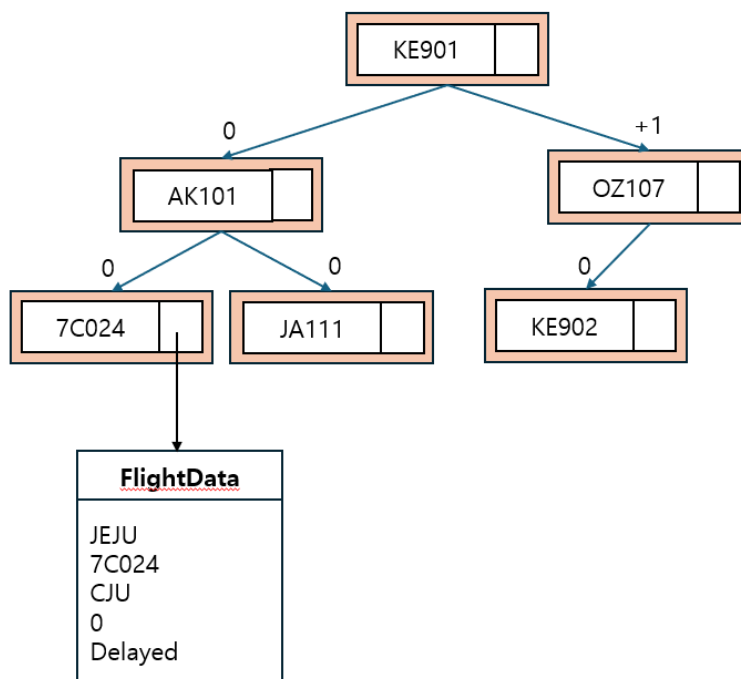 KE901
0
+1
AK101
OZ107
0
0
0
7C024
JA111
KE902
FlightData
JEJU
7C024
CJU
0
Delayed